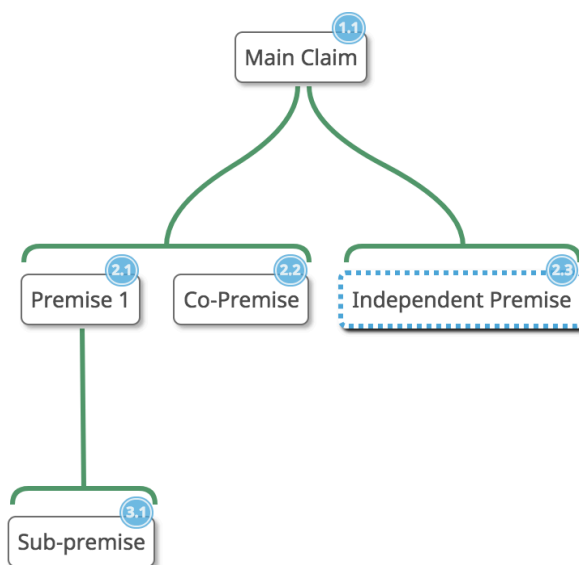 1.1
Main Claim
2.1
Premise 1
2.2
Co-Premise
2.3
Independent Premise
3.1
Sub-premise